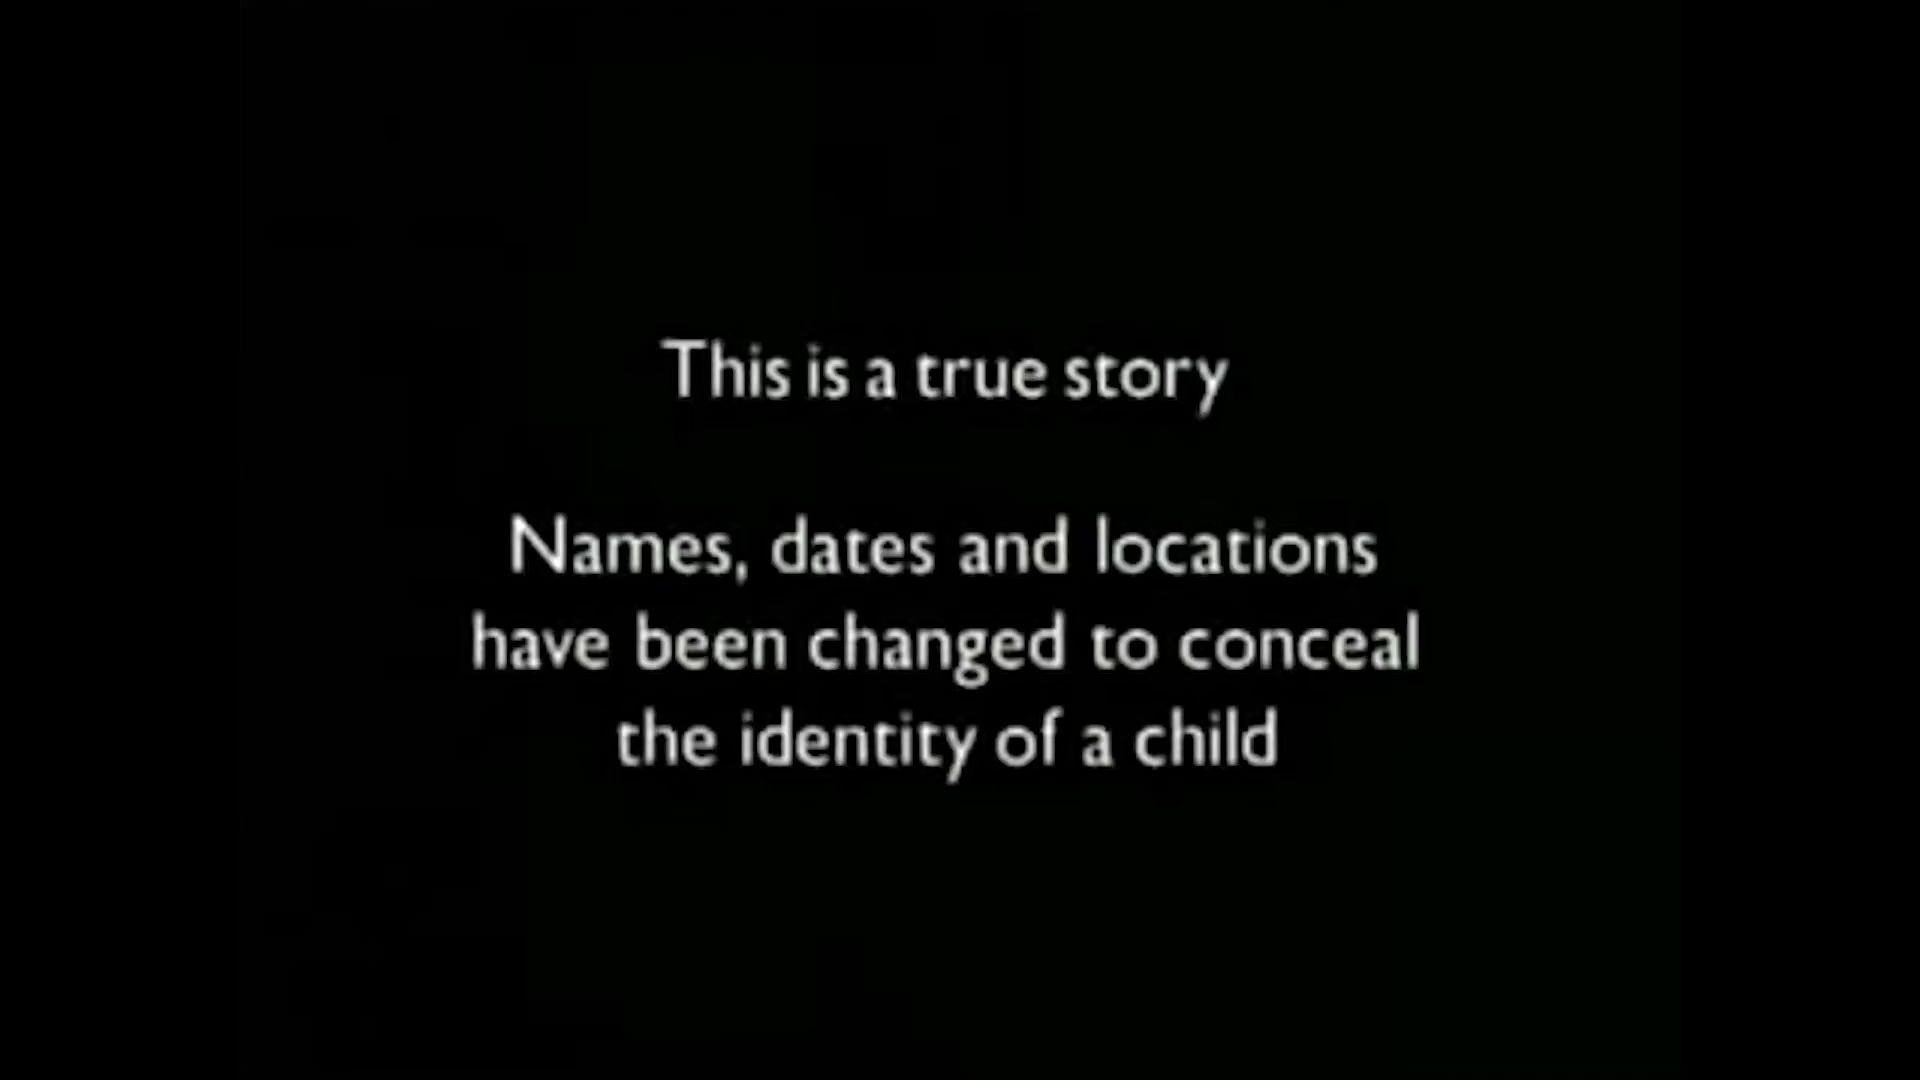 This is a true story
Names, dates and locations
have been changed to conceal
the identity of a child